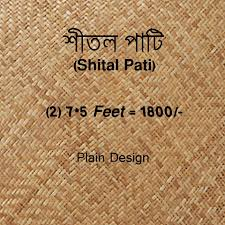 শীতল পাটি
(Shital Pati)
(2) 7*5 Feet = 1800/-
Plain Design